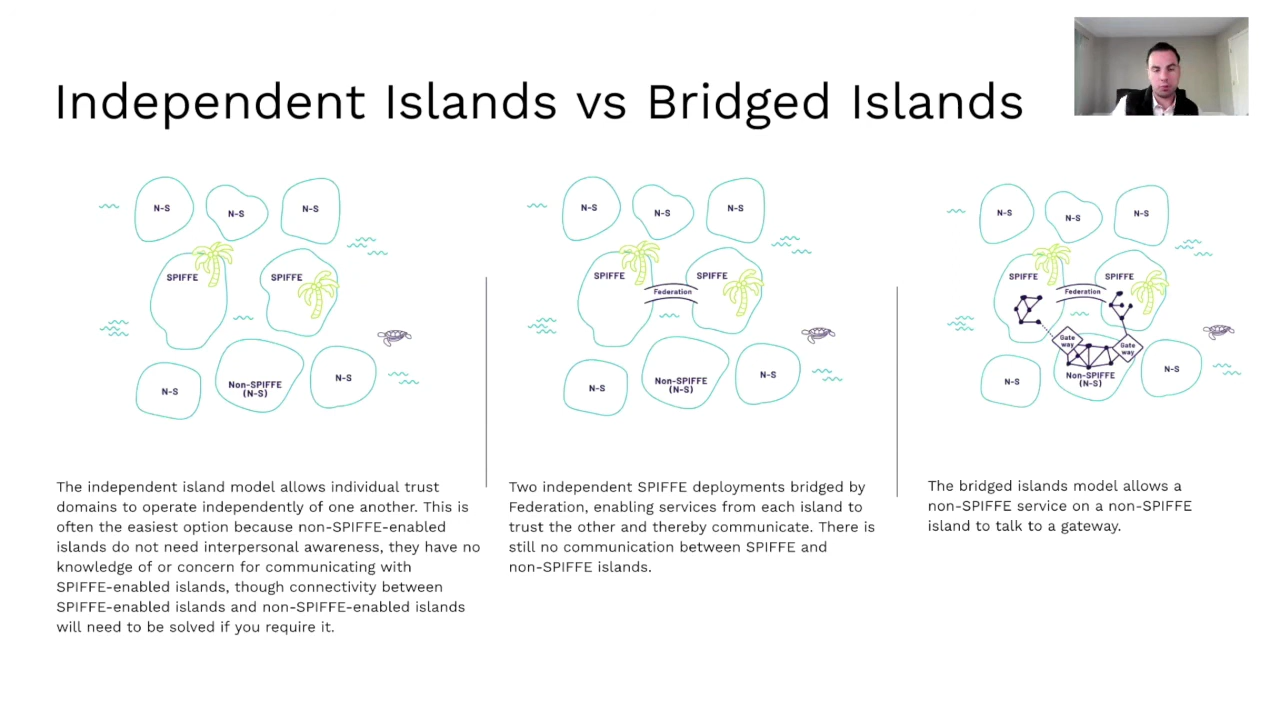 Independent Islands vs Bridged Islands
N-S
N-S
N-S
SPIFFE
SPIFFE
N-S
Non-SPIFFE
(N-S)
N-S
The independent island model allows individual trust
domains to operate independently of one another. This is
often the easiest option because non-SPIFFE-enabled
islands do not need interpersonal awareness, they have no
knowledge of or concern for communicating with
SPIFFE-enabled islands, though connectivity between
SPIFFE-enabled islands and non-SPIFFE-enabled islands
will need to be solved if you require it.
N-S
N-S
N-S
SPIFFE
SPIFFE
Federation
N-S
Non-SPIFFE
(N-S)
N-S
Two independent SPIFFE deployments bridged by
Federation, enabling services from each island to
trust the other and thereby communicate. There is
still no communication between SPIFFE and
non-SPIFFE islands.
N-S
N-S
N-S
SPIFFE
SPIFFE
Federation
Gate
way
Gate
way
N-S
Non-SPIFFE
(N-S)
N-S
The bridged islands model allows a
non-SPIFFE service on a non-SPIFFE
island to talk to a gateway.